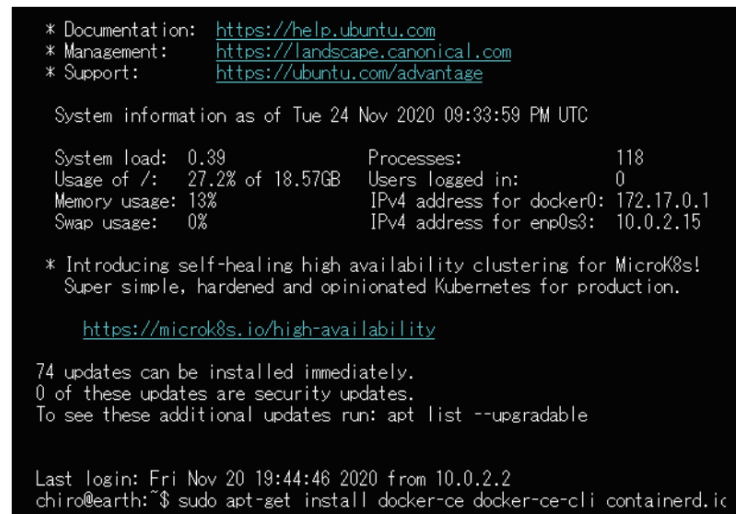 * Documentation: https://help.ubuntu.com
* Management: https://landscape.canonical.com
* Support: https://ubuntu.com/advantage
System information as of Tue 24 Nov 2020 09:33:59 PM UTC
System load: 0.39 Processes: 118
Usage of /: 27.2% of 18.57GB Users logged in: 0
Memory usage: 13% IPv4 address for docker0: 172.17.0.1
Swap usage: 0% IPv4 address for enp0s3: 10.0.2.15
* Introducing self-healing high availability clustering for MicroK8s!
Super simple, hardened and opinionated Kubernetes for production.
https://microk8s.io/high-availability
74 updates can be installed immediately.
0 of these updates are security updates.
To see these additional updates run: apt list --upgradable
Last login: Fri Nov 20 19:44:46 2020 from 10.0.2.2
chiro@earth:~$ sudo apt-get install docker-ce docker-ce-cli containerd.io